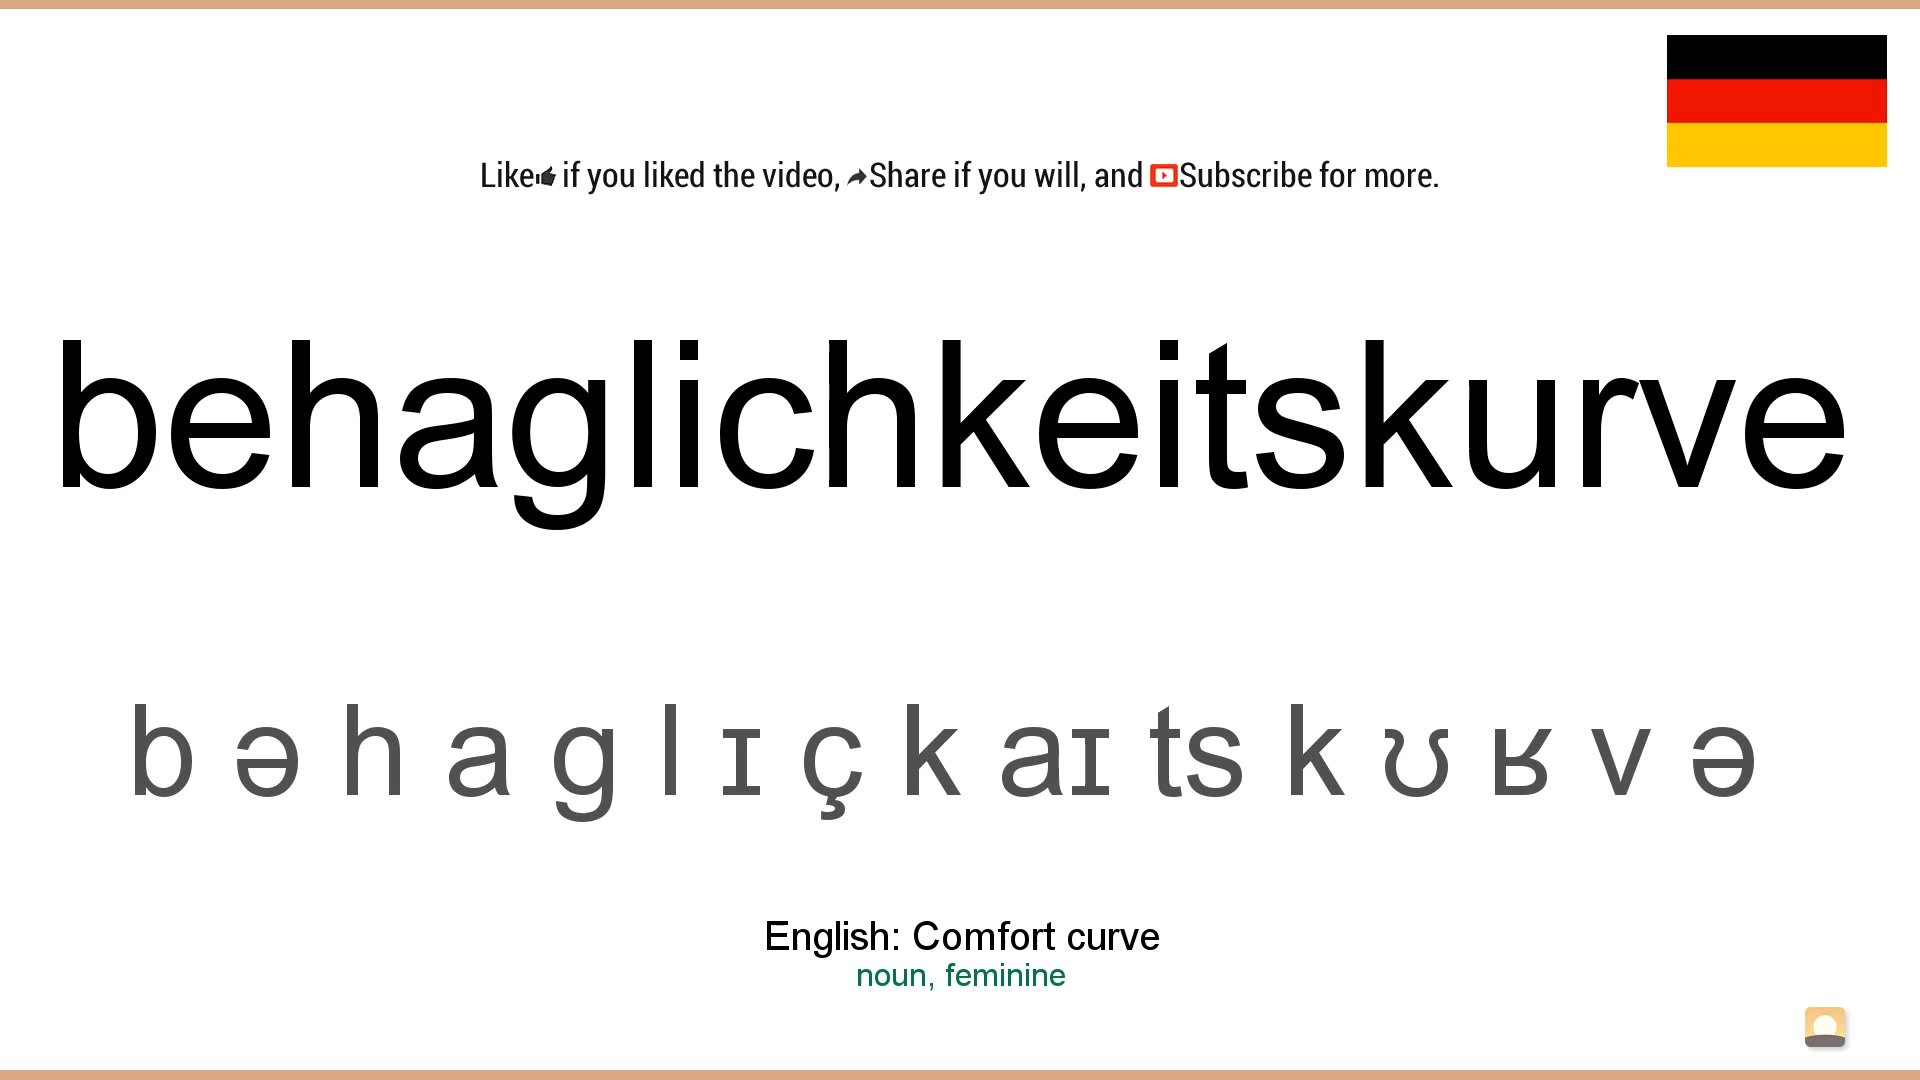 Like if you liked the video, Share if you will, and Subscribe for more.
behaglichkeitskurve
b ə h a g l ɪ ç k aɪ ts k ʊ ʁ v ə
English: Comfort curve
noun, feminine